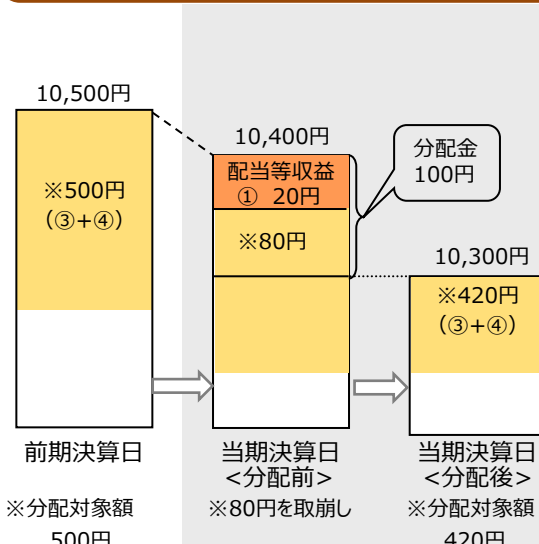 10,500円
※500円
（③+④）
10,400円
配当等収益
① 20円
※80円
分配金
100円
10,300円
※420円
（③+④）
前期決算日
当期決算日
<分配前>
当期決算日
<分配後>
※分配対象額
500円
※80円を取崩し
※分配対象額
420円